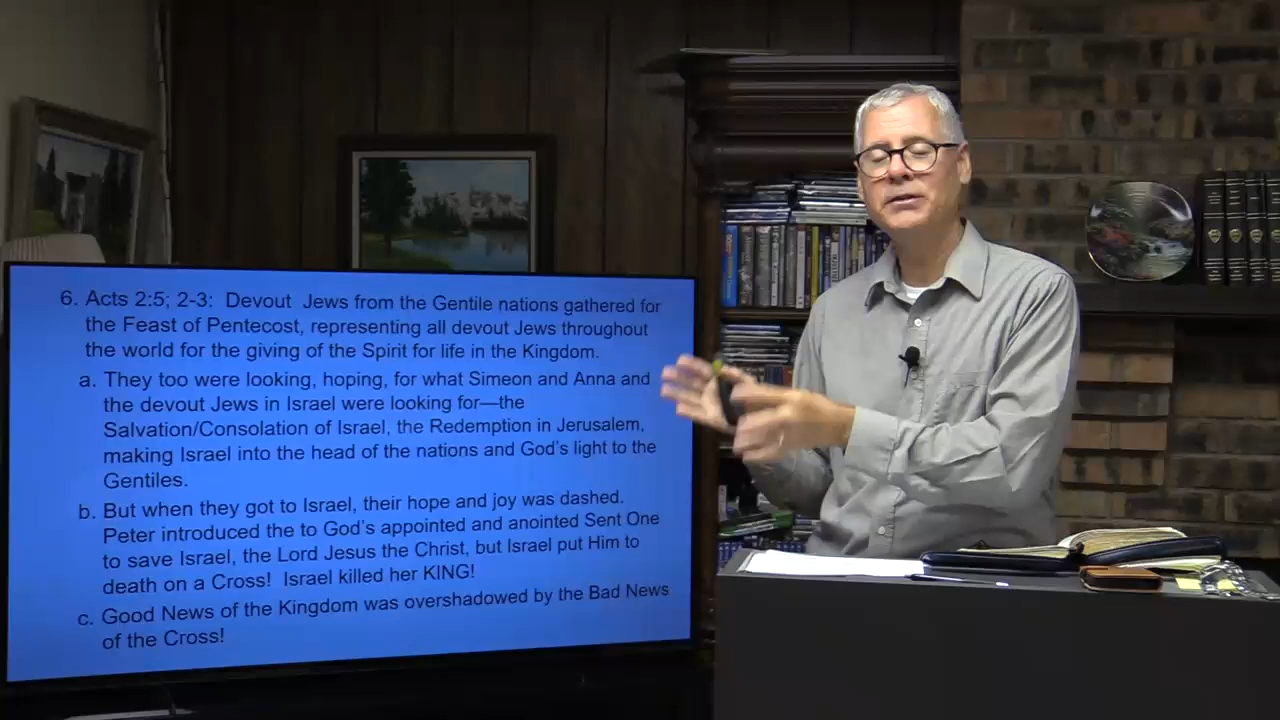 6. Acts 2:5; 2-3: Devout Jews from the Gentile nations gathered for
the Feast of Pentecost, representing all devout Jews throughout
the world for the giving of the Spirit for life in the Kingdom.
a. They too were looking, hoping, for what Simeon and Anna and
the devout Jews in Israel were looking for—the
Salvation/Consolation of Israel, the Redemption in Jerusalem,
making Israel into the head of the nations and God's light to the
Gentiles.
b. But when they got to Israel, their hope and joy was dashed.
Peter introduced the to God's appointed and anointed Sent One
to save Israel, the Lord Jesus the Christ, but Israel put Him to
death on a Cross! Israel killed her KING!
c. Good News of the Kingdom was overshadowed by the Bad News
of the Cross!